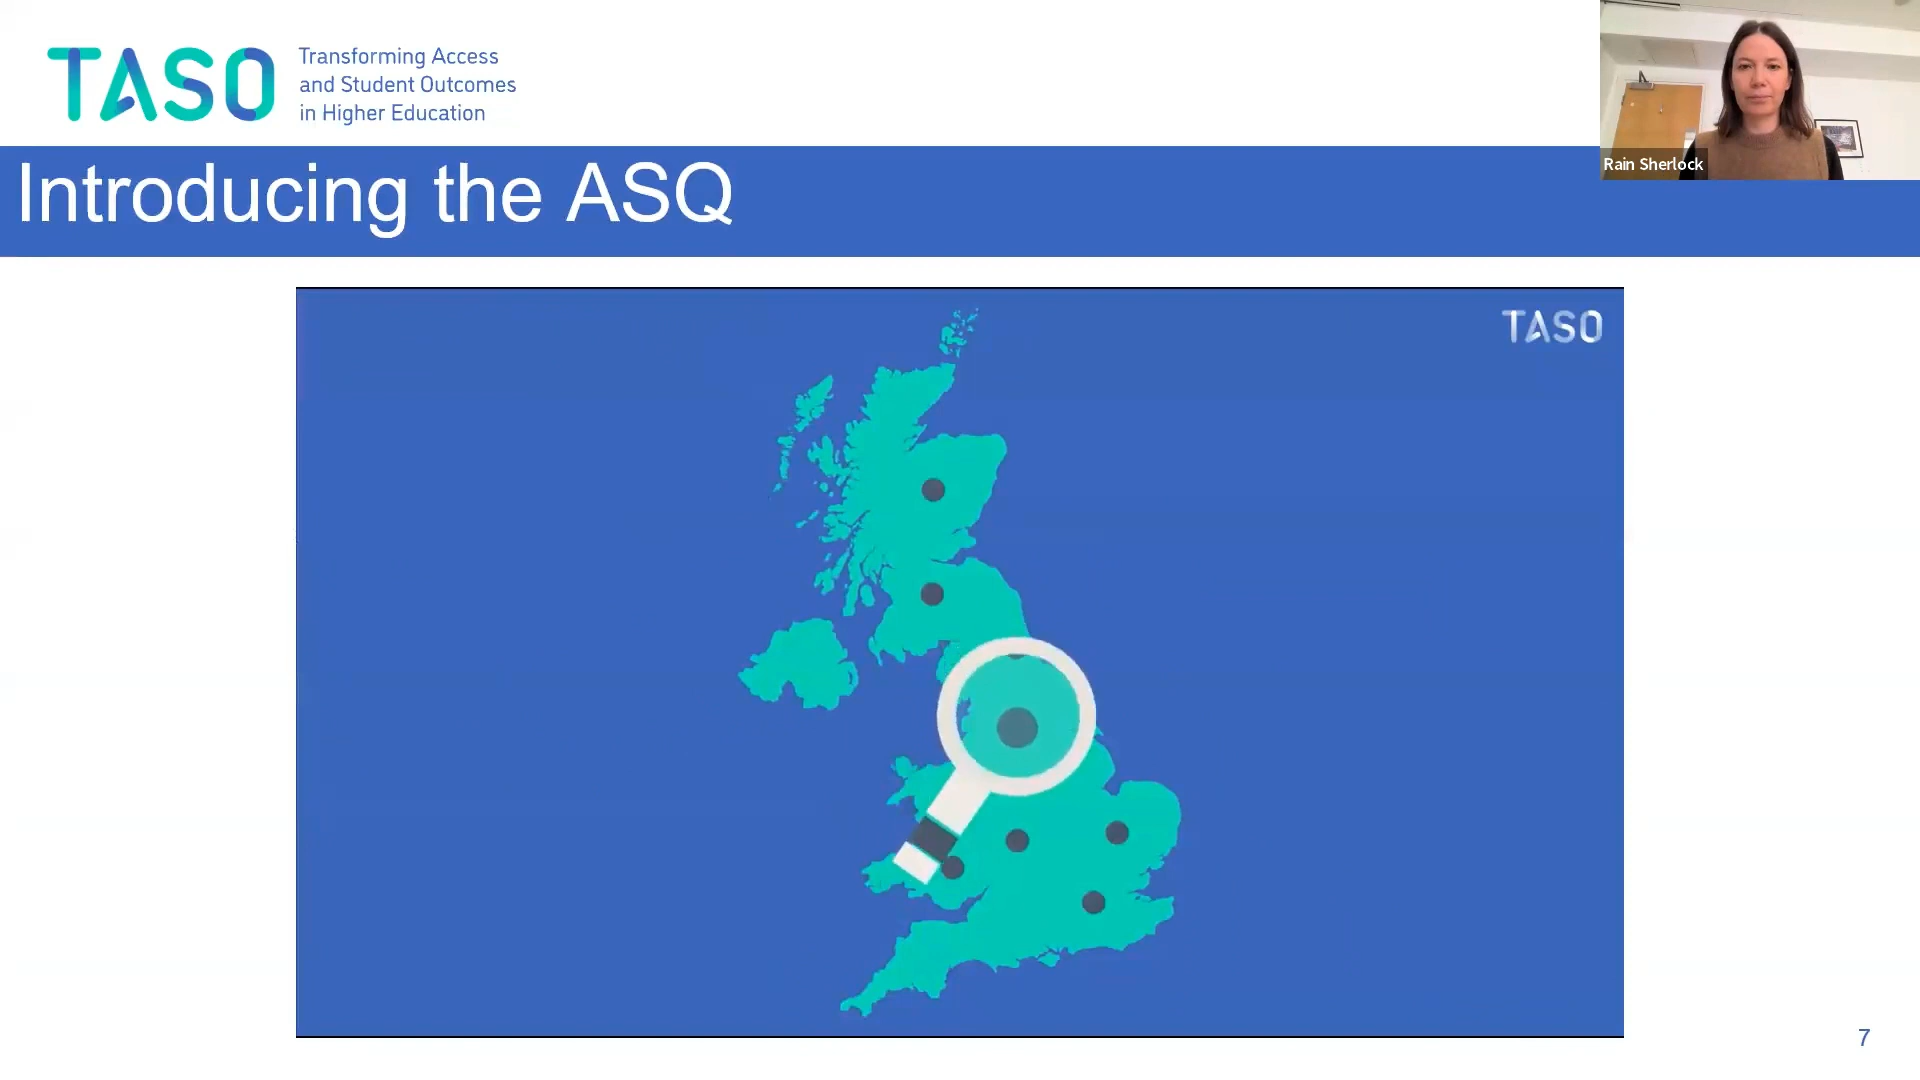 TASO
Transforming Access
and Student Outcomes
in Higher Education
Rain Sherlock
Introducing the ASQ
TASO
7